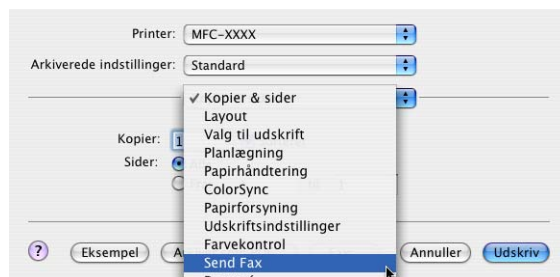 Printer: MFC-XXXX
Arkiverede indstillinger: Standard
✓ Kopier & sider
Layout
Valg til udskrift
Kopier: 1
Planlægning
Sider:
Papirhåndtering
ColorSync
Papirforsyning
Udskriftsindstillinger
Farvekontrol
? Eksempel Annuller Udskriv
Send Fax